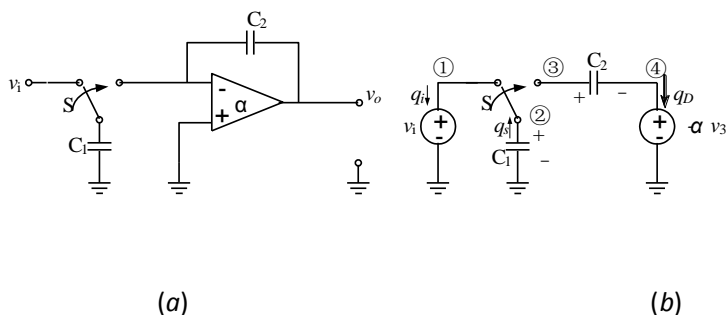 C2
① ③ C2 ④
vi S - + α vo
qi S + - qD
② vi + - qs + - C1 + - -α v3
C1
(a) (b)